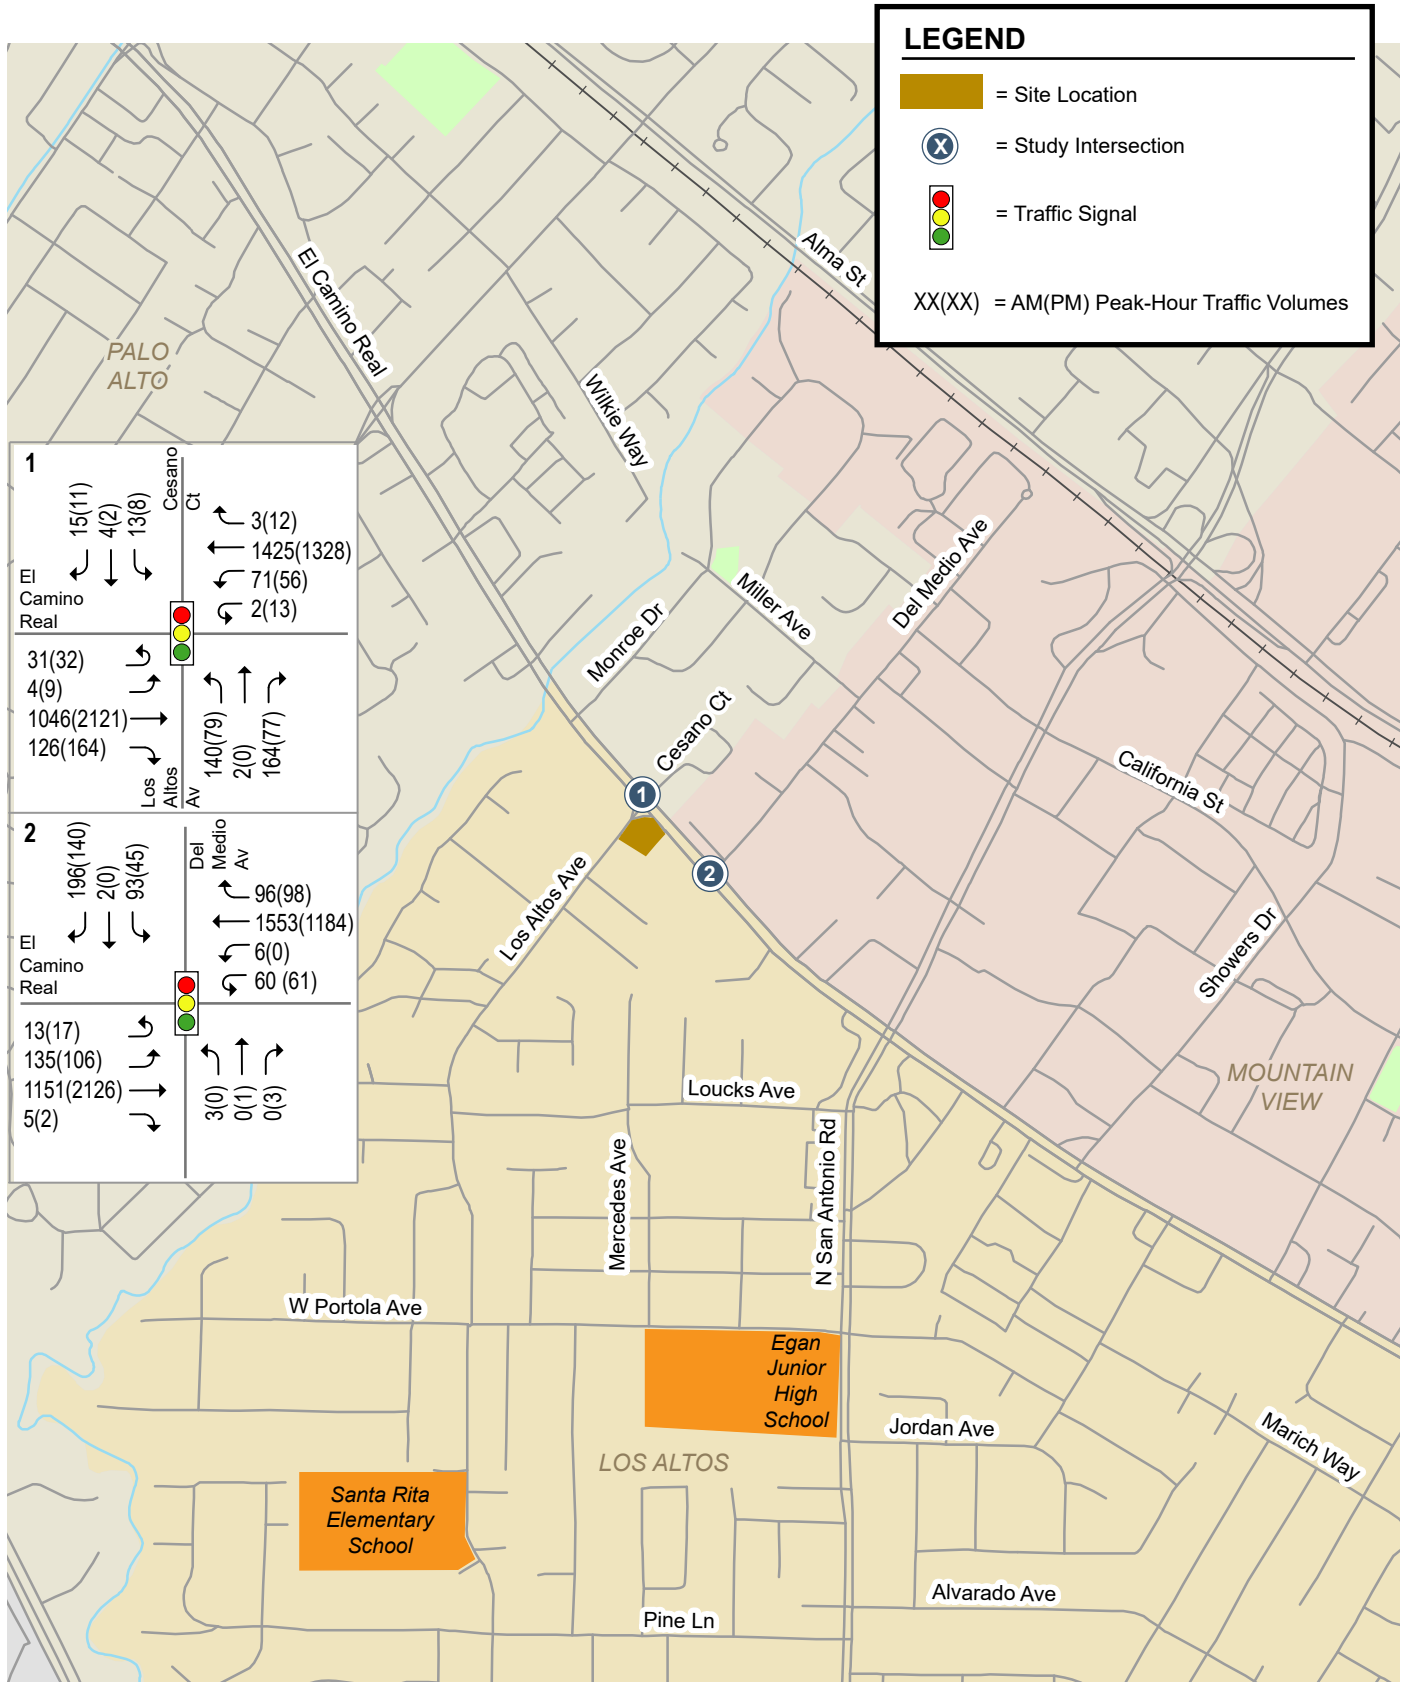 LEGEND
= Site Location
X
= Study Intersection
= Traffic Signal
XX(XX) = AM(PM) Peak-Hour Traffic Volumes
Alma St
El Camino Real
PALO
ALTO
Wilkie Way
Del Medio Ave
Miller Ave
Monroe Dr
Cesano Ct
California St
Showers Dr
1
2
Los Altos Ave
MOUNTAIN
VIEW
Loucks Ave
Mercedes Ave
N San Antonio Rd
W Portola Ave
Egan
Junior
High
School
Jordan Ave
Marich Way
LOS ALTOS
Santa Rita
Elementary
School
Alvarado Ave
Pine Ln
1
Cesano
Ct
15(11)
4(2)
13(8)
3(12)
1425(1328)
71(56)
2(13)
El
Camino
Real
31(32)
4(9)
1046(2121)
126(164)
140(79)
2(0)
164(77)
Los
Altos
Av
2
Del
Medio
Av
196(140)
2(0)
93(45)
96(98)
1553(1184)
6(0)
60 (61)
El
Camino
Real
13(17)
135(106)
1151(2126)
5(2)
3(0)
0(1)
0(3)